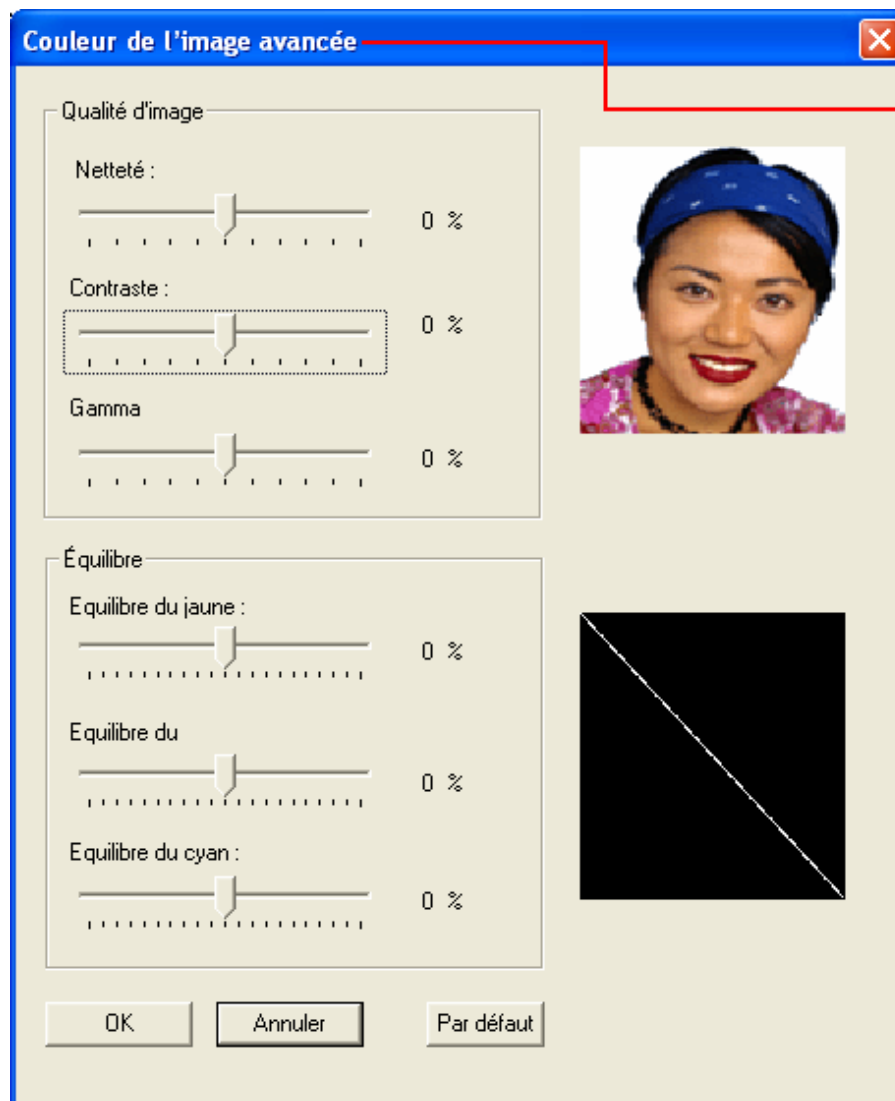 Couleur de l'image avancée
Qualité d'image
Netteté :
0 %
Contraste :
0 %
Gamma
0 %
Équilibre
Equilibre du jaune :
0 %
Equilibre du
0 %
Equilibre du cyan :
0 %
OK
Annuler
Par défaut